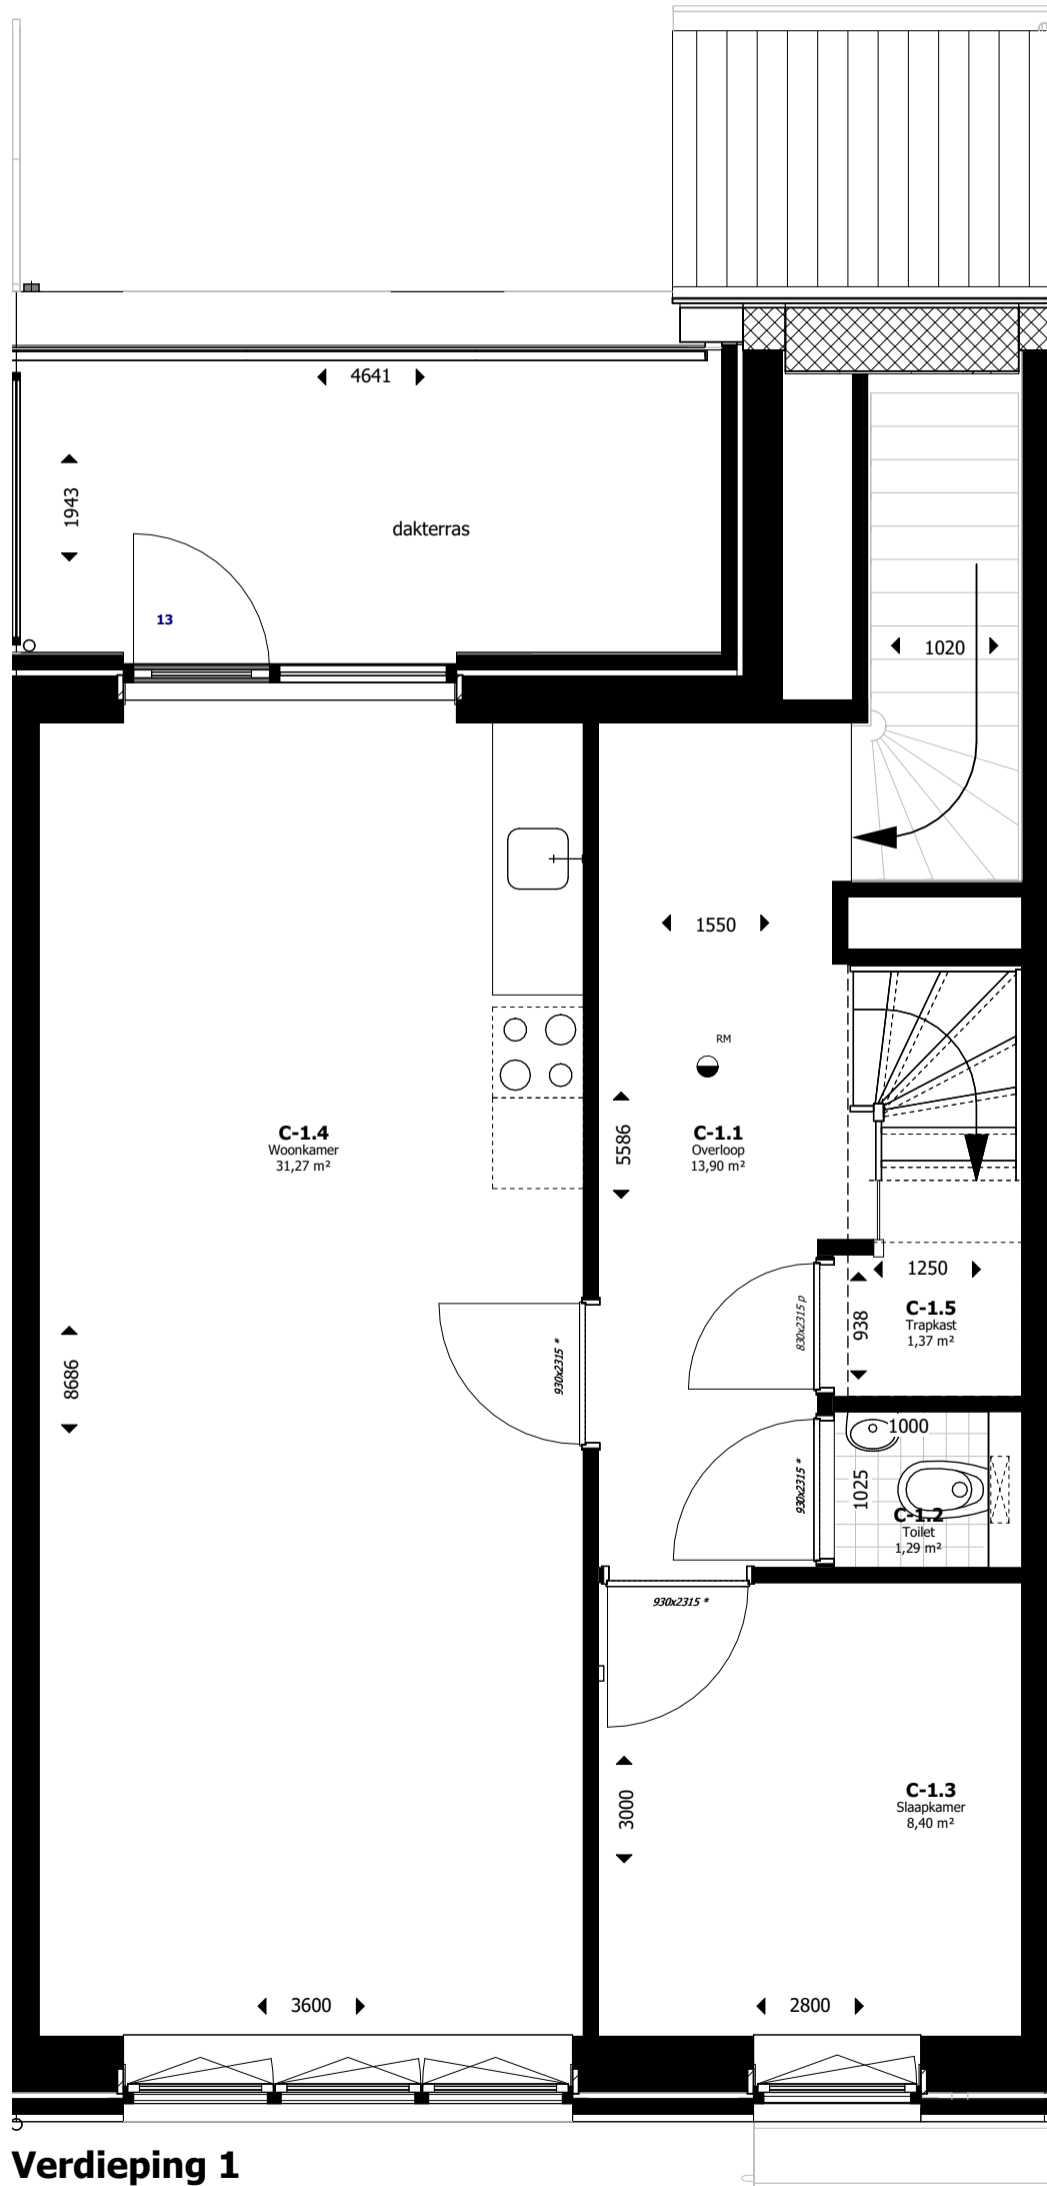 4641
1943
dakterras
13
1020
1550
RM
5586
C-1.4
Woonkamer
31,27 m²
C-1.1
Overloop
13,90 m²
1250
938
C-1.5
Trapkast
1,37 m²
830x2315 p
930x2315 *
8686
1000
1025
930x2315 *
C-1.2
Toilet
1,29 m²
930x2315 *
3000
C-1.3
Slaapkamer
8,40 m²
3600
2800
Verdieping 1